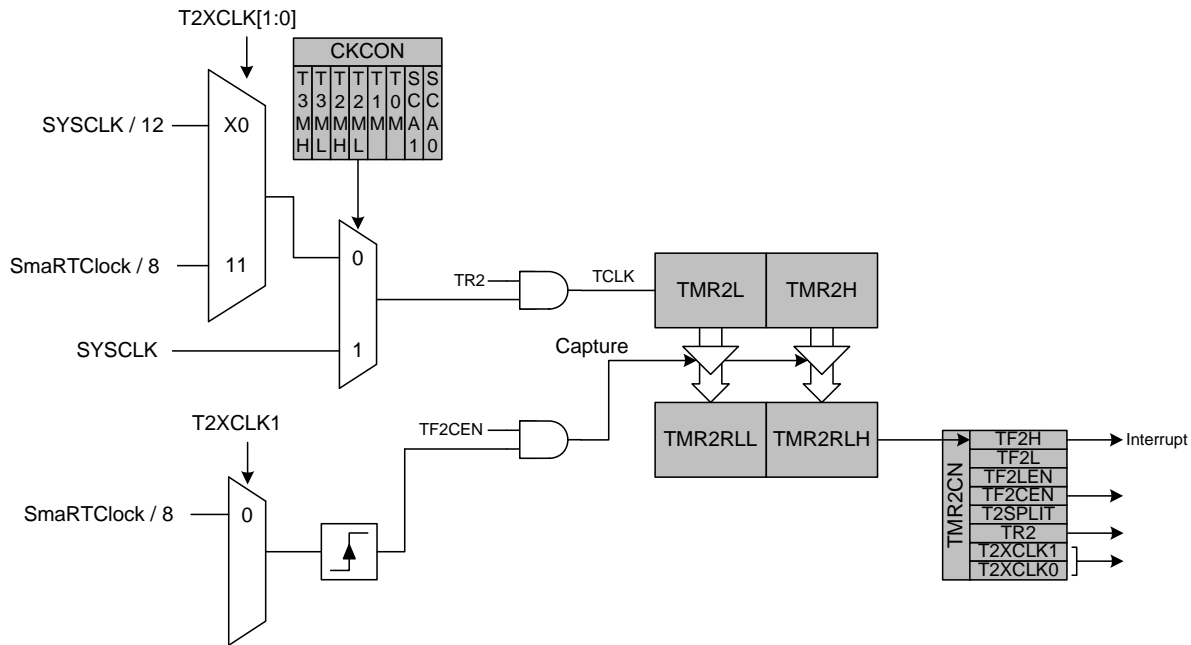 T2XCLK[1:0]
CKCON
T3MH
T3ML
T2MH
T2ML
T1M
T0M
SCA1
SCA0
SYSCLK / 12
X0
SmaRTClock / 8
11
0
TR2
TCLK
TMR2L
TMR2H
SYSCLK
1
Capture
T2XCLK1
TF2CEN
TMR2RLL
TMR2RLH
SmaRTClock / 8
0
TMR2CN
TF2H
Interrupt
TF2L
TF2LEN
TF2CEN
T2SPLIT
TR2
T2XCLK1
T2XCLK0